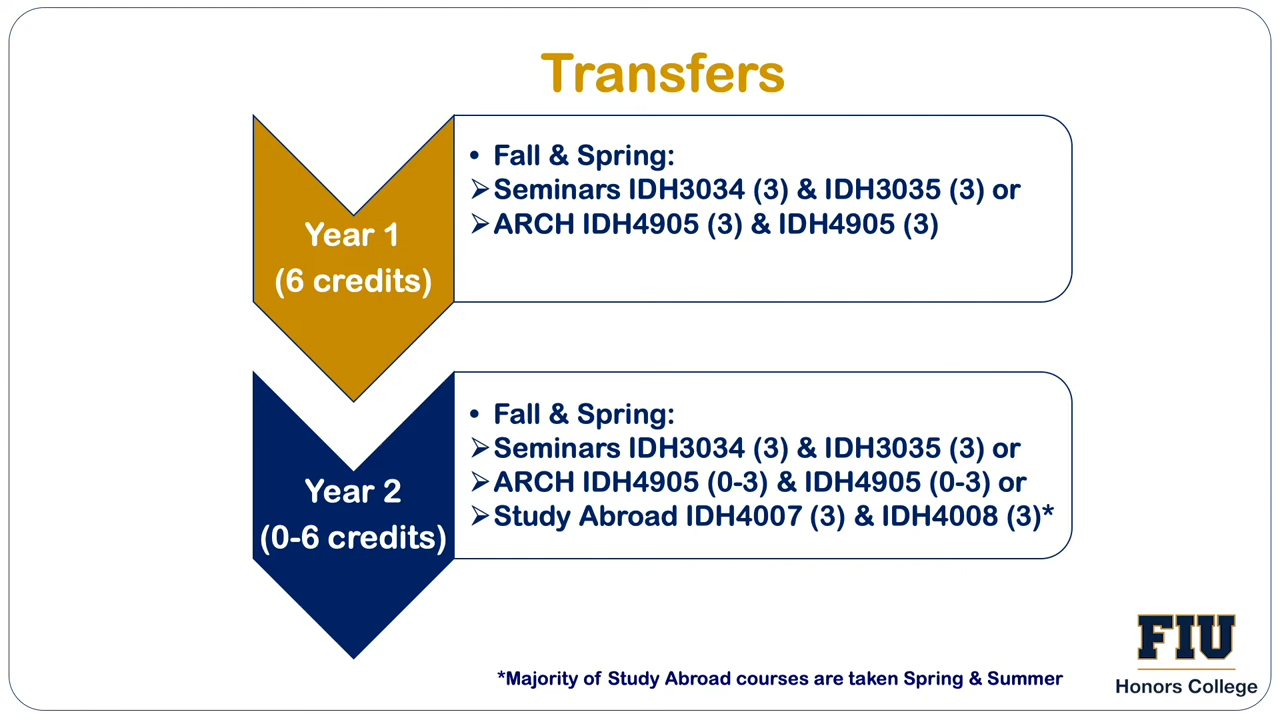 Transfers
Year 1
(6 credits)
• Fall & Spring:
➢ Seminars IDH3034 (3) & IDH3035 (3) or
➢ ARCH IDH4905 (3) & IDH4905 (3)
Year 2
(0-6 credits)
• Fall & Spring:
➢ Seminars IDH3034 (3) & IDH3035 (3) or
➢ ARCH IDH4905 (0-3) & IDH4905 (0-3) or
➢ Study Abroad IDH4007 (3) & IDH4008 (3)*
*Majority of Study Abroad courses are taken Spring & Summer
FIU
Honors College